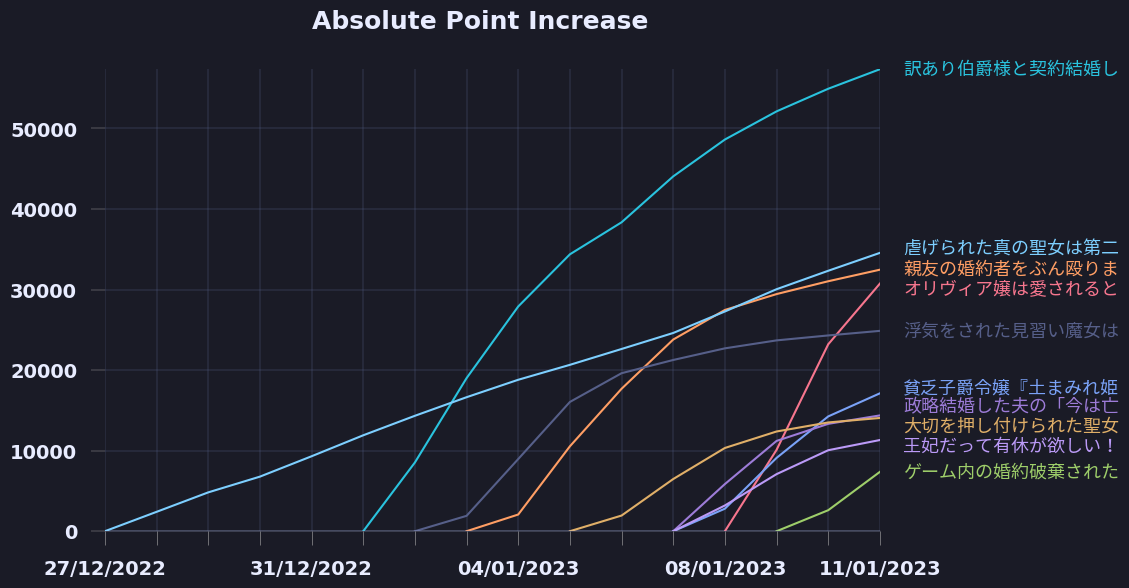 Absolute Point Increase
訳あり伯爵様と契約結婚し
50000
40000
虐げられた真の聖女は第二
親友の婚約者をぶん殴りま
30000
オリヴィア嬢は愛されると
浮気をされた見習い魔女は
20000
貧乏子爵令嬢『土まみれ姫
政略結婚した夫の「今は亡
大切を押し付けられた聖女
10000
王妃だって有休が欲しい！
ゲーム内の婚約破棄された
0
27/12/2022
31/12/2022
04/01/2023
08/01/2023
11/01/2023